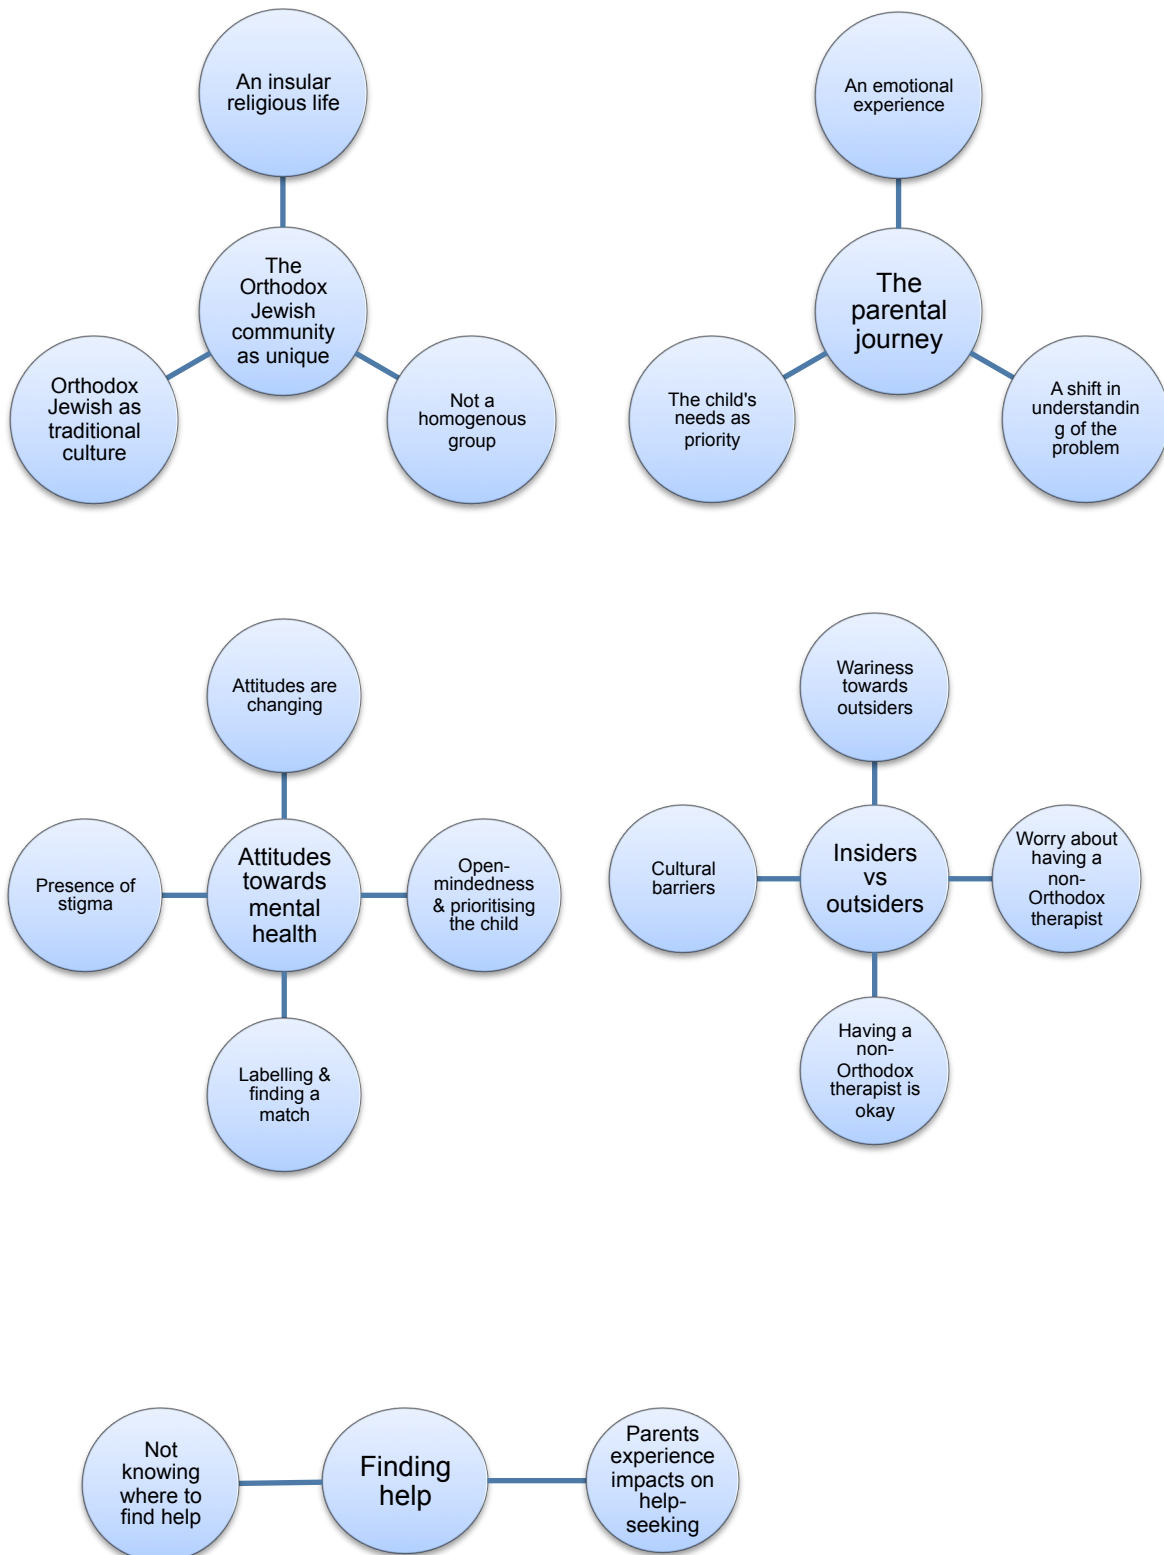 An insular
religious life
The
Orthodox
Jewish
community
as unique
Orthodox
Jewish as
traditional
culture
Not a
homogenous
group
An emotional
experience
The
parental
journey
The child's
needs as
priority
A shift in
understandin
g of the
problem
Attitudes are
changing
Presence of
stigma
Attitudes
towards
mental
health
Open-
mindedness
& prioritising
the child
Labelling &
finding a
match
Wariness
towards
outsiders
Cultural
barriers
Insiders
vs
outsiders
Worry about
having a
non-
Orthodox
therapist
Having a
non-
Orthodox
therapist is
okay
Not
knowing
where to
find help
Finding
help
Parents
experience
impacts on
help-
seeking